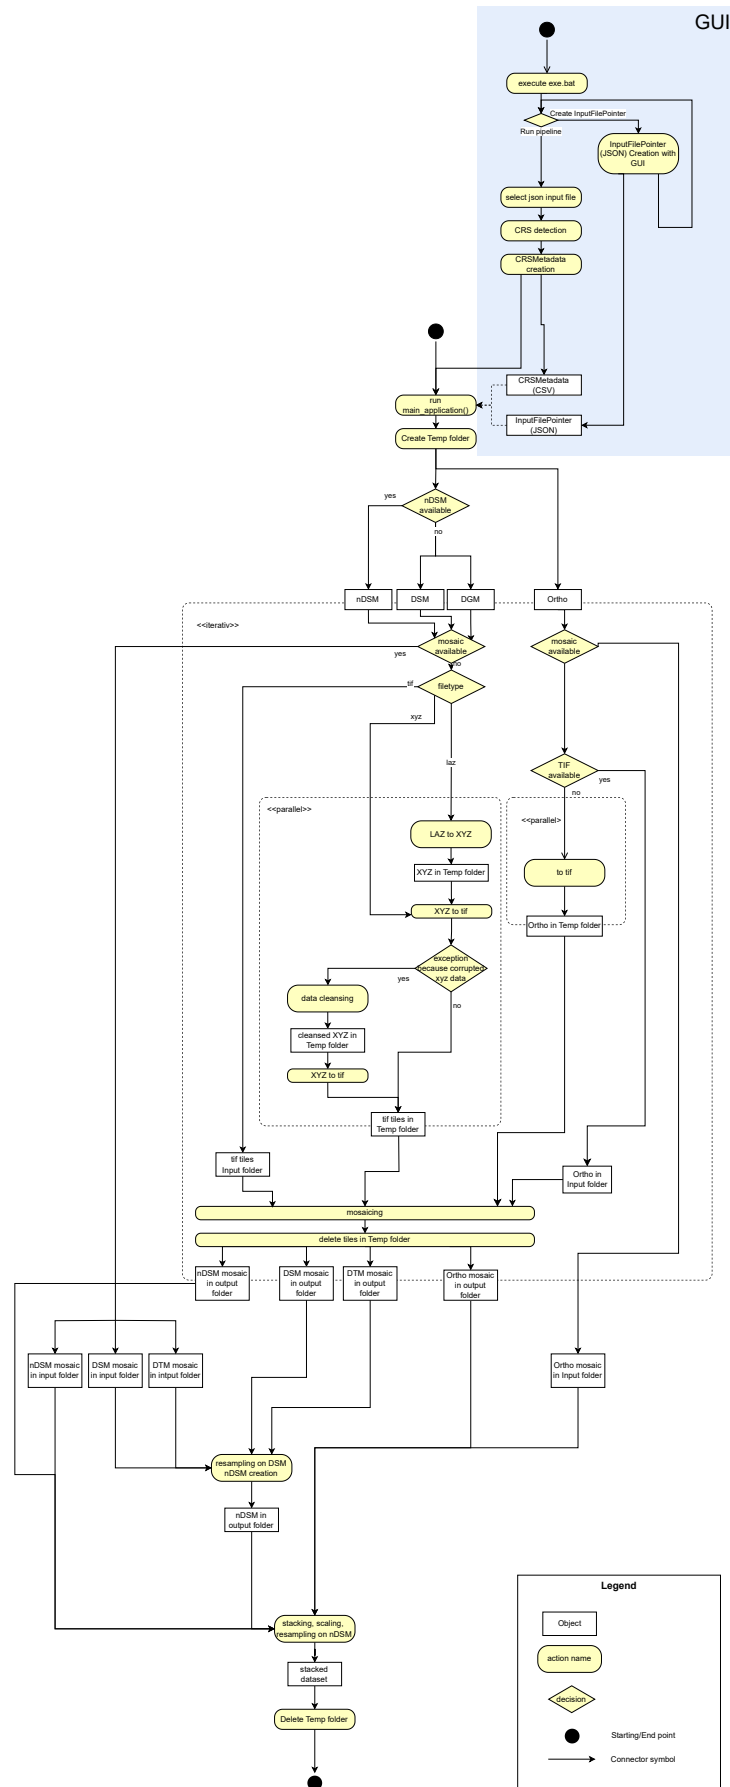 GUI
execute exe.bat
Create InputFilePointer
Run pipeline
InputFilePointer
(JSON) Creation with
GUI
select json input file
CRS detection
CRSMetadata
creation
CRSMetadata
(CSV)
run
main_application()
InputFilePointer
(JSON)
Create Temp folder
yes
nDSM
available
no
nDSM
DSM
DGM
Ortho
<<iterativ>>
mosaic
available
yes
no
mosaic
available
tif
filetype
xyz
laz
TIF
available
yes
no
<<parallel>>
<<parallel>
LAZ to XYZ
XYZ in Temp folder
to tif
XYZ to tif
Ortho in Temp folder
exception
because corrupted
xyz data
yes
no
data cleansing
cleansed XYZ in
Temp folder
XYZ to tif
tif tiles in
Temp folder
tif tiles
Input folder
Ortho in
Input folder
mosaicing
delete tiles in Temp folder
nDSM mosaic
in output
folder
DSM mosaic
in output
folder
DTM mosaic
in output
folder
Ortho mosaic
in output
folder
nDSM mosaic
in input folder
DSM mosaic
in input folder
DTM mosaic
in intput folder
Ortho mosaic
in Input folder
resampling on DSM
nDSM creation
nDSM in
output folder
stacking, scaling,
resampling on nDSM
stacked
dataset
Delete Temp folder
Legend
Object
action name
decision
Starting/End point
Connector symbol